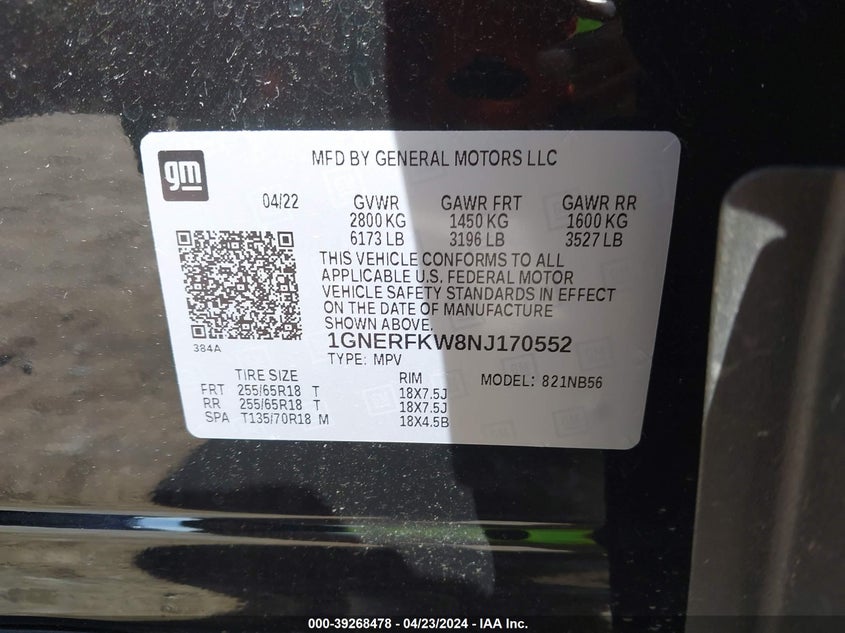 gm
MFD BY GENERAL MOTORS LLC
04/22 GVWR GAWR FRT GAWR RR
2800 KG 1450 KG 1600 KG
6173 LB 3196 LB 3527 LB
THIS VEHICLE CONFORMS TO ALL
APPLICABLE U.S. FEDERAL MOTOR
VEHICLE SAFETY STANDARDS IN EFFECT
ON THE DATE OF MANUFACTURE
SHOWN ABOVE.
384A
1GNERFKW8NJ170552
TYPE: MPV
TIRE SIZE RIM MODEL: 821NB56
FRT 255/65R18 T 18X7.5J
RR 255/65R18 T 18X7.5J
SPA T135/70R18 M 18X4.5B
000-39268478 - 04/23/2024 - IAA Inc.